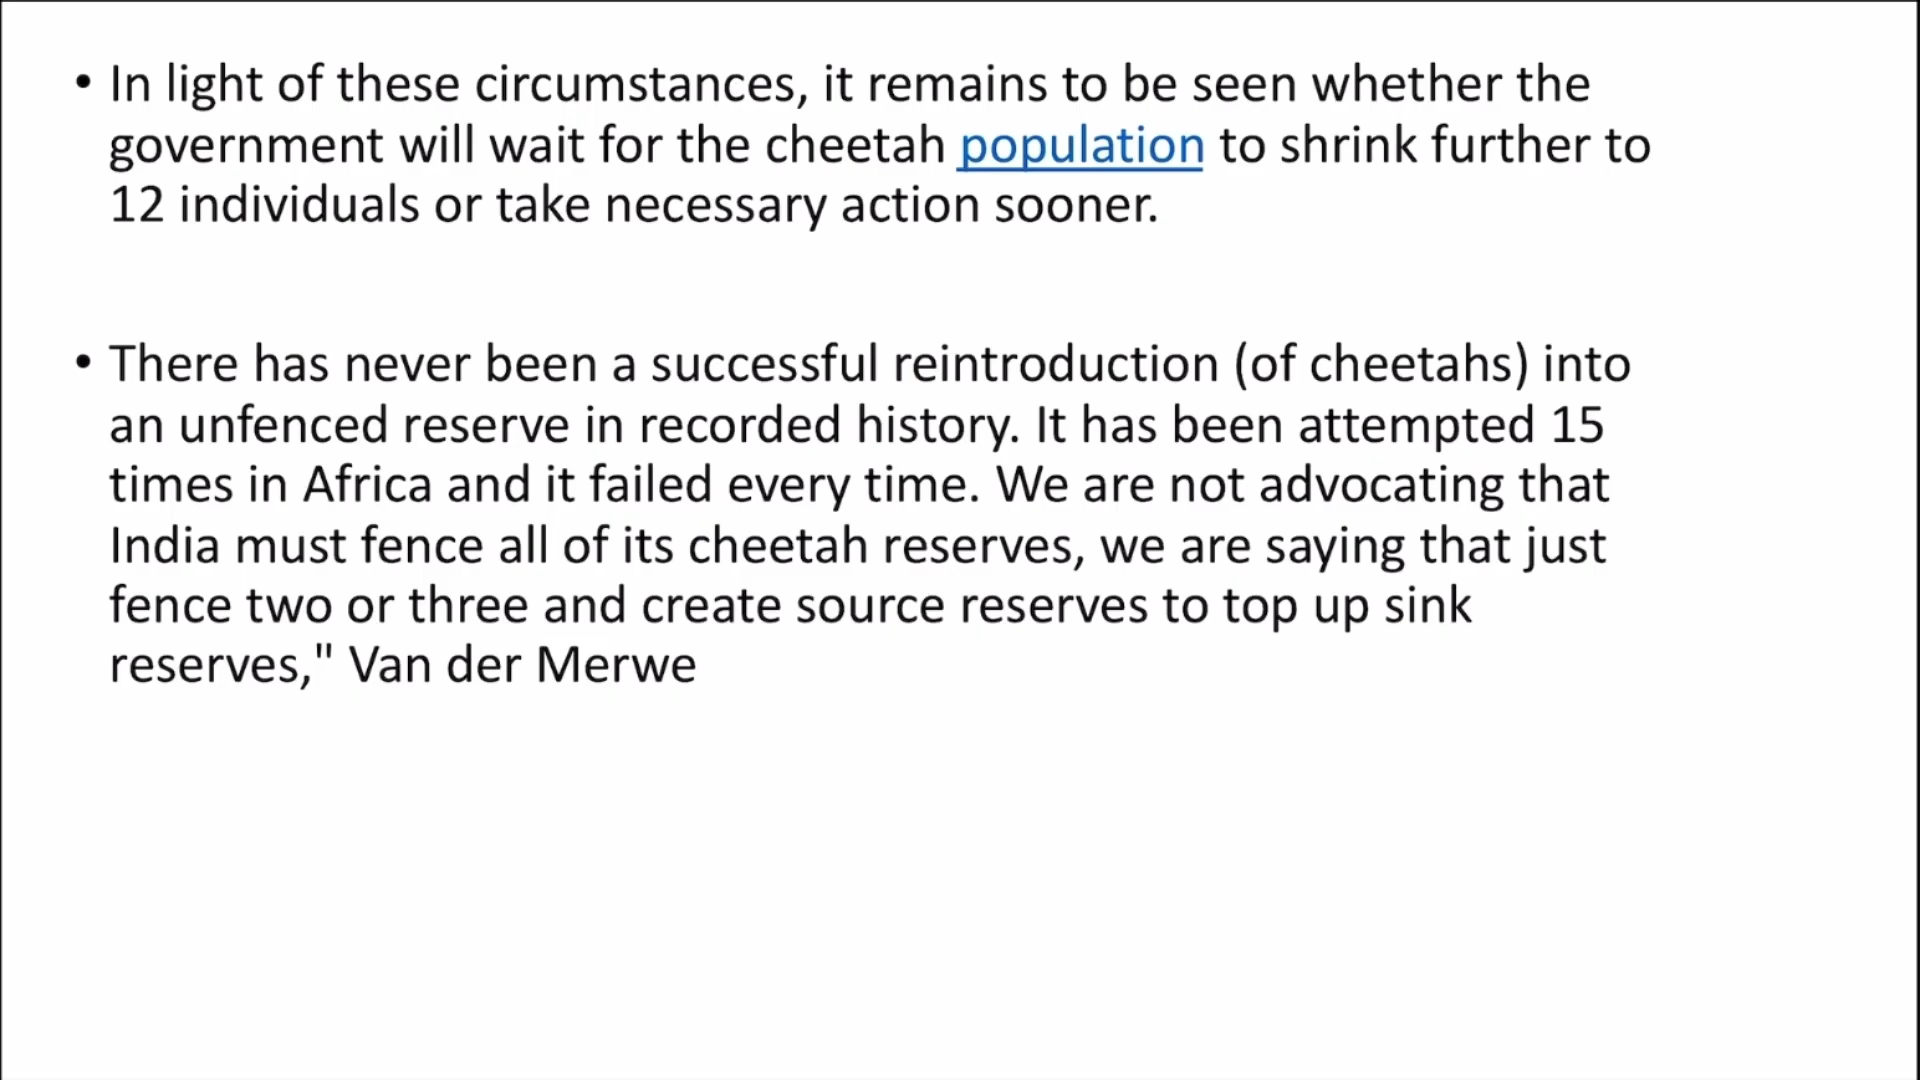 • In light of these circumstances, it remains to be seen whether the
government will wait for the cheetah population to shrink further to
12 individuals or take necessary action sooner.
• There has never been a successful reintroduction (of cheetahs) into
an unfenced reserve in recorded history. It has been attempted 15
times in Africa and it failed every time. We are not advocating that
India must fence all of its cheetah reserves, we are saying that just
fence two or three and create source reserves to top up sink
reserves," Van der Merwe